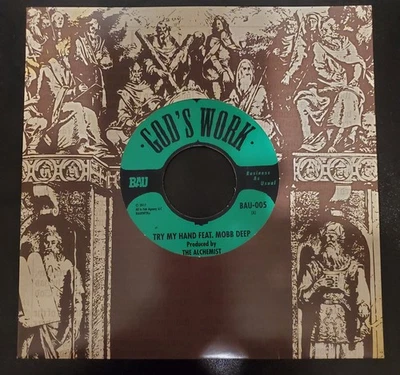 ·GOD'S WORK·
BAU
Business
As
Usual
BAU-005
TRY MY HAND FEAT. MOBB DEEP
Produced by
THE ALCHEMIST